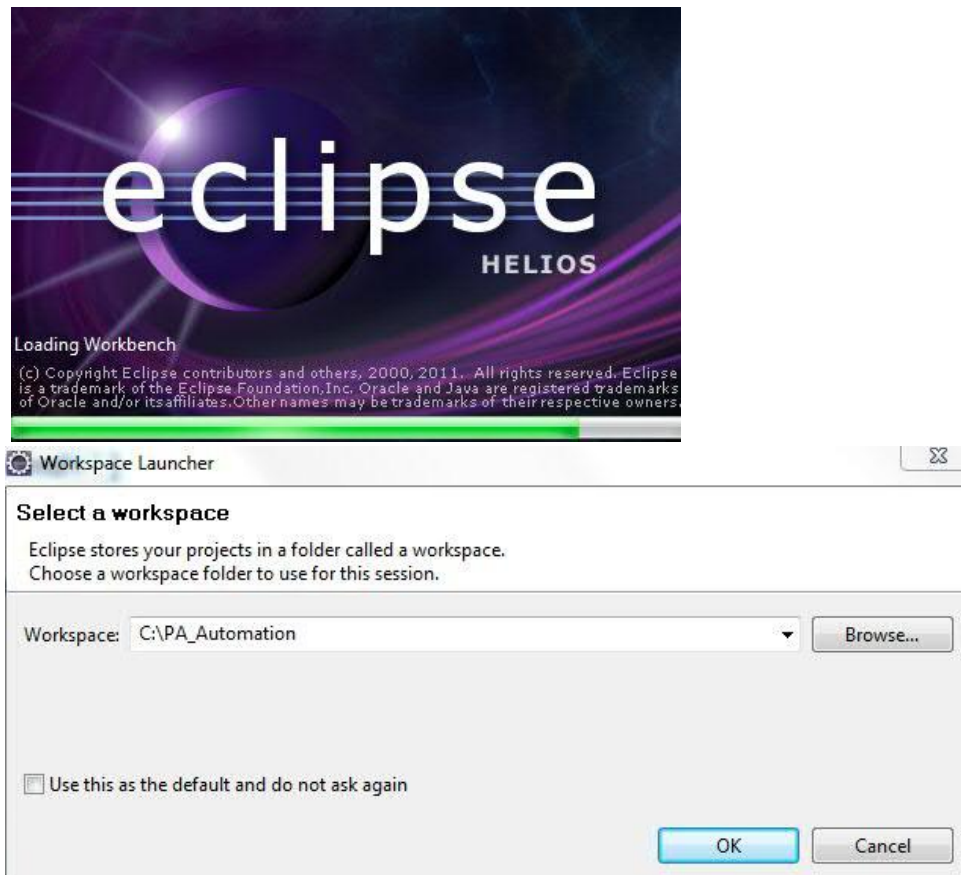 eclipse
HELIOS
Loading Workbench
(c) Copyright Eclipse contributors and others, 2000, 2011.  All rights reserved. Eclipse
is a trademark of the Eclipse Foundation,Inc. Oracle and Java are registered trademarks
of Oracle and/or itsaffiliates.Other names may be trademarks of their respective owners.
Workspace Launcher
Select a workspace
Eclipse stores your projects in a folder called a workspace.
Choose a workspace folder to use for this session.
Workspace: C:\PA_Automation Browse...
Use this as the default and do not ask again
OK Cancel